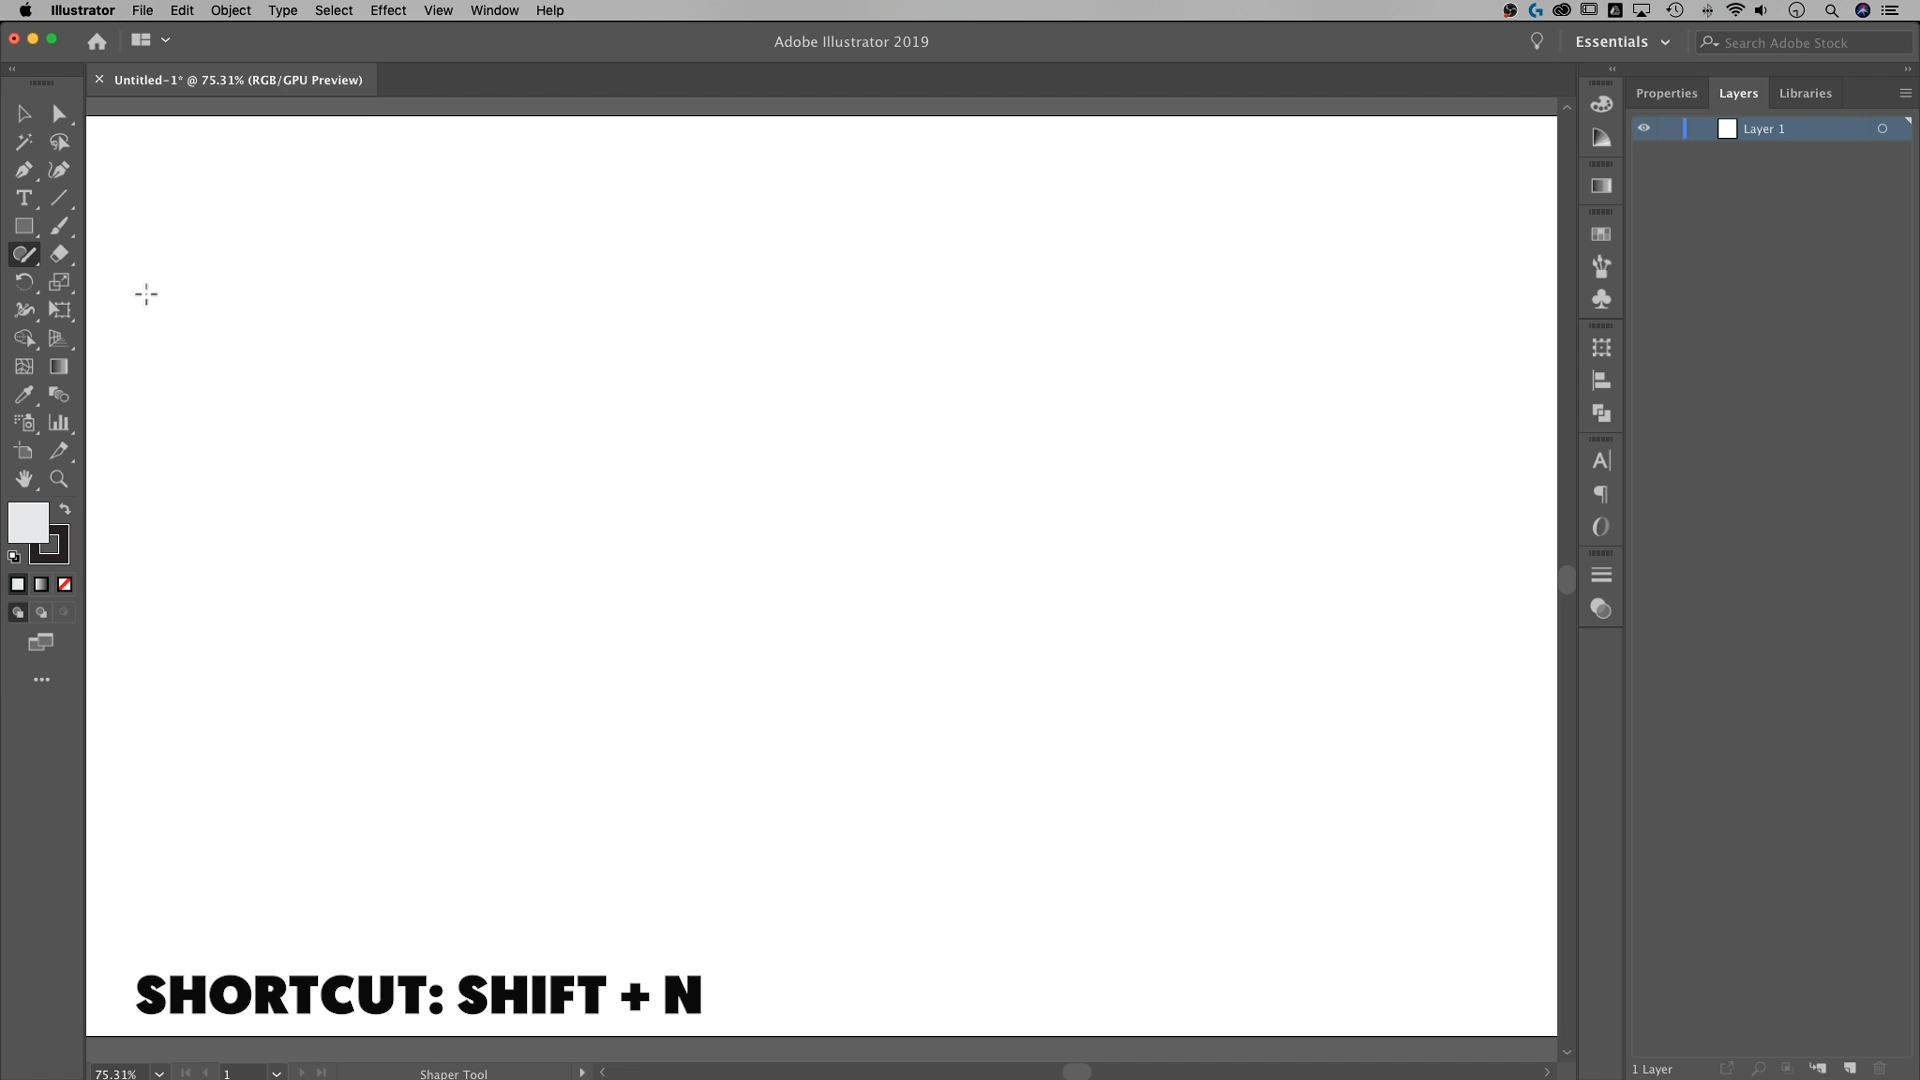 Illustrator File Edit Object Type Select Effect View Window Help
Adobe Illustrator 2019
Essentials
Search Adobe Stock
Untitled-1* @ 75.31% (RGB/GPU Preview)
Properties Layers Libraries
Layer 1
SHORTCUT: SHIFT + N
75.31%
1
Shaper Tool
1 Layer